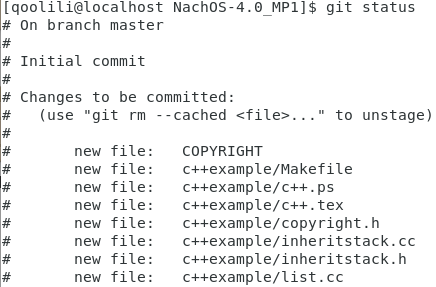 [qoolili@localhost NachOS-4.0_MP1]$ git status
# On branch master
#
# Initial commit
#
# Changes to be committed:
#   (use "git rm --cached <file>..." to unstage)
#
#       new file:   COPYRIGHT
#       new file:   c++example/Makefile
#       new file:   c++example/c++.ps
#       new file:   c++example/c++.tex
#       new file:   c++example/copyright.h
#       new file:   c++example/inheritstack.cc
#       new file:   c++example/inheritstack.h
#       new file:   c++example/list.cc